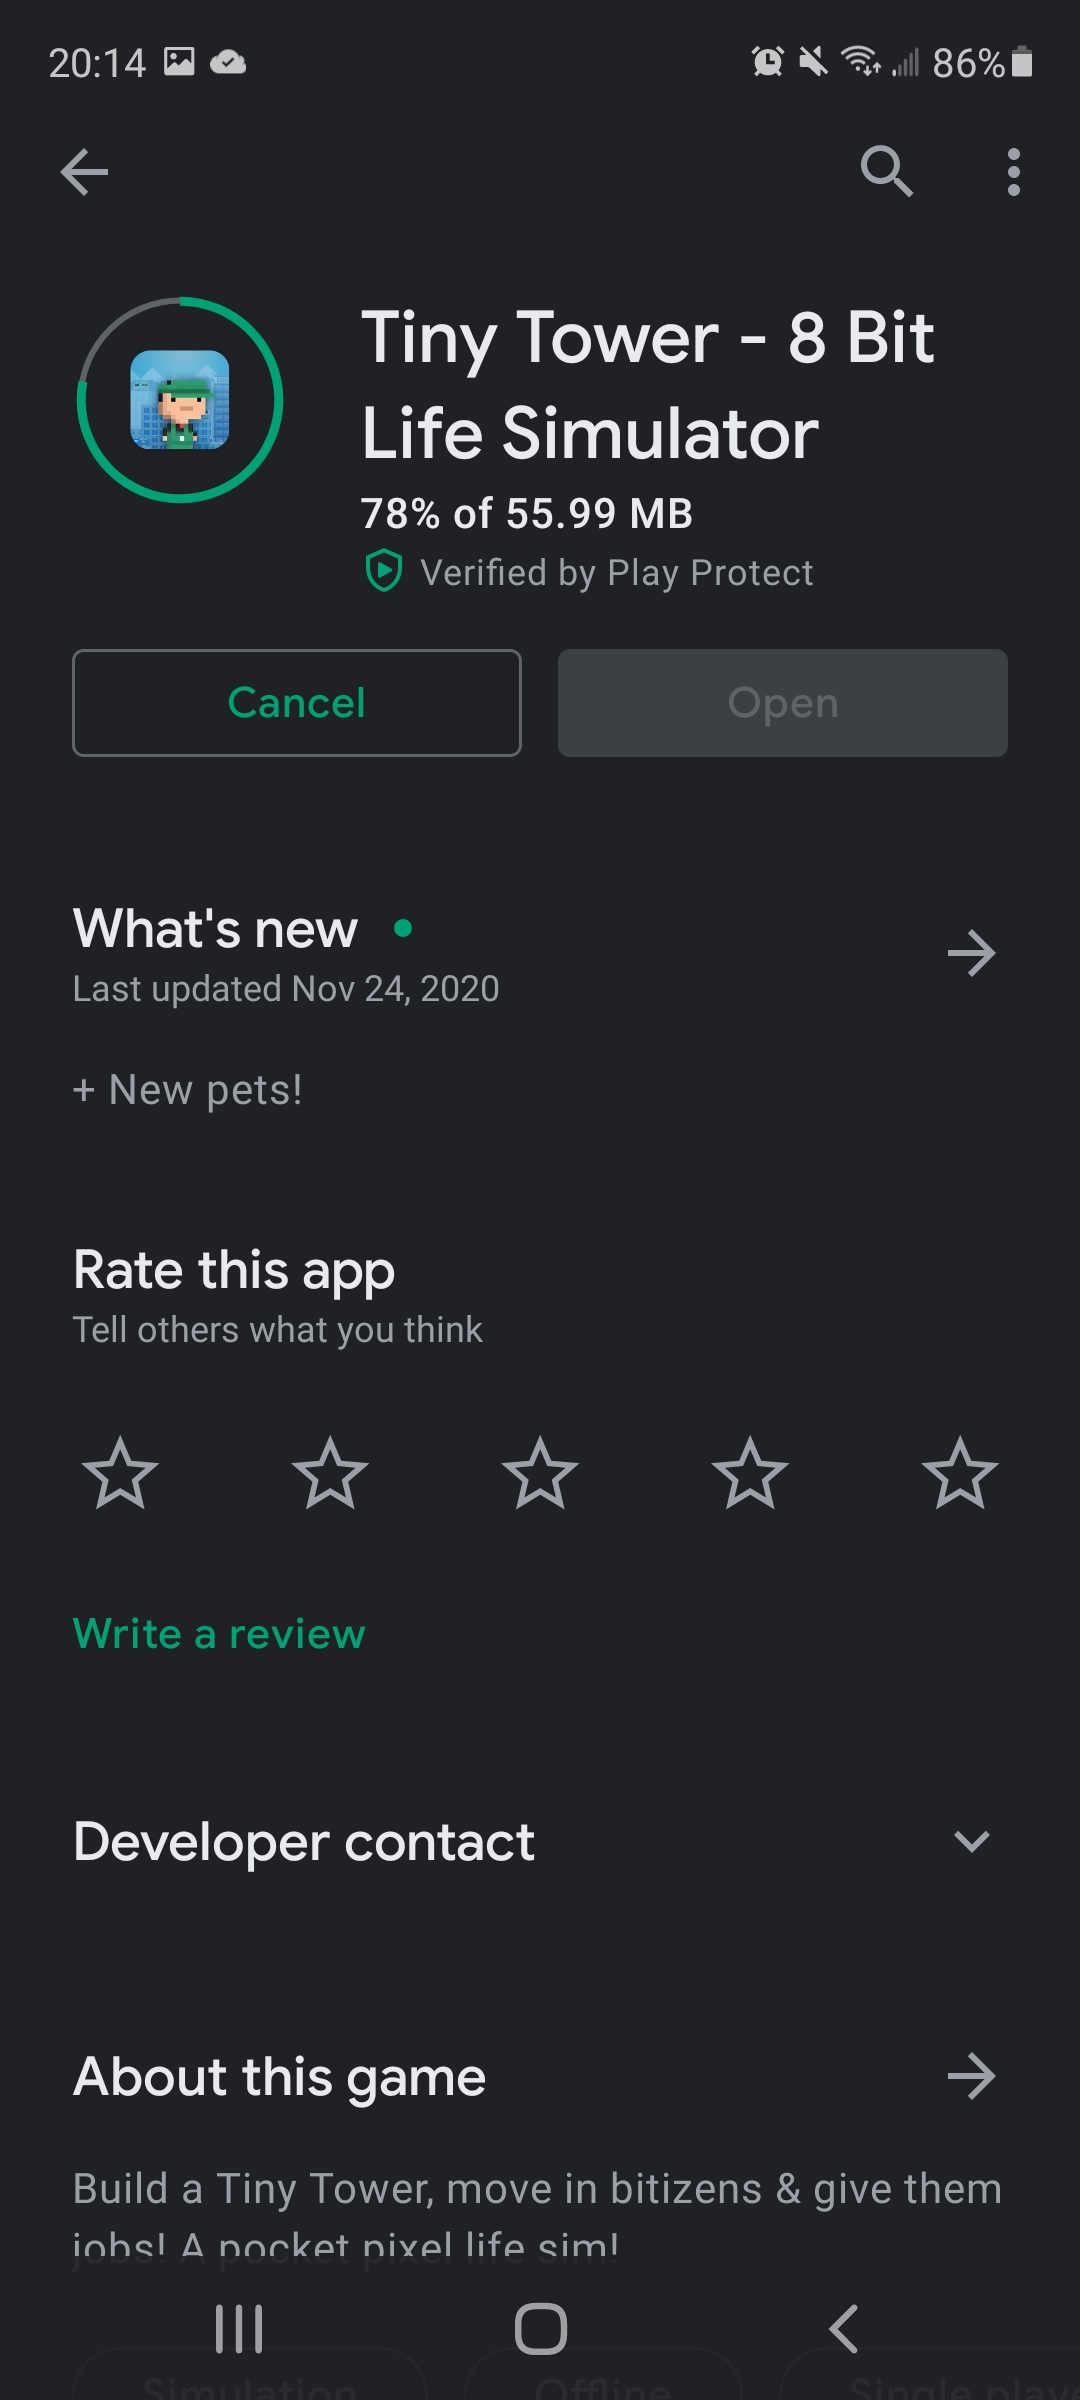 20:14 86%
Tiny Tower - 8 Bit
Life Simulator
78% of 55.99 MB
Verified by Play Protect
Cancel Open
What's new
Last updated Nov 24, 2020
+ New pets!
Rate this app
Tell others what you think
Write a review
Developer contact
About this game
Build a Tiny Tower, move in bitizens & give them
jobs! A pocket pixel life sim!
Simulation Offline Single